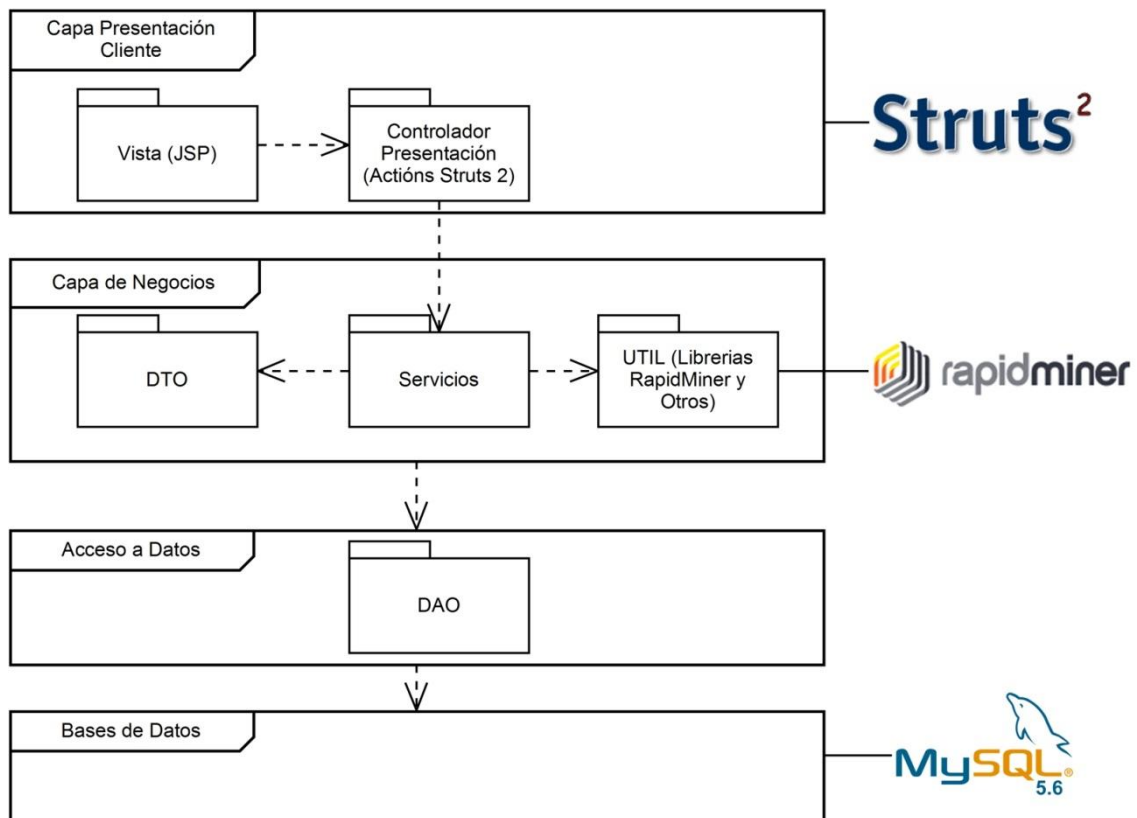 Capa Presentación
Cliente
Vista (JSP)
Controlador
Presentación
(Actións Struts 2)
Struts2
Capa de Negocios
DTO
Servicios
UTIL (Librerias
RapidMiner y
Otros)
rapidminer
Acceso a Datos
DAO
Bases de Datos
MySQL®
5.6